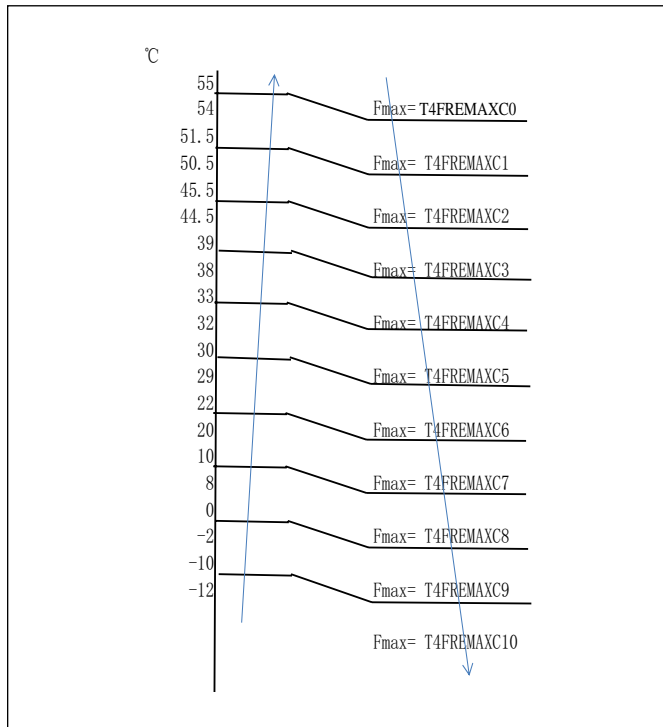 ℃
55
54 Fmax= T4FREMAXC0
51.5
50.5 Fmax= T4FREMAXC1
45.5
44.5 Fmax= T4FREMAXC2
39
38 Fmax= T4FREMAXC3
33
32 Fmax= T4FREMAXC4
30
29 Fmax= T4FREMAXC5
22
20 Fmax= T4FREMAXC6
10
8 Fmax= T4FREMAXC7
0
-2 Fmax= T4FREMAXC8
-10
-12 Fmax= T4FREMAXC9
Fmax= T4FREMAXC10